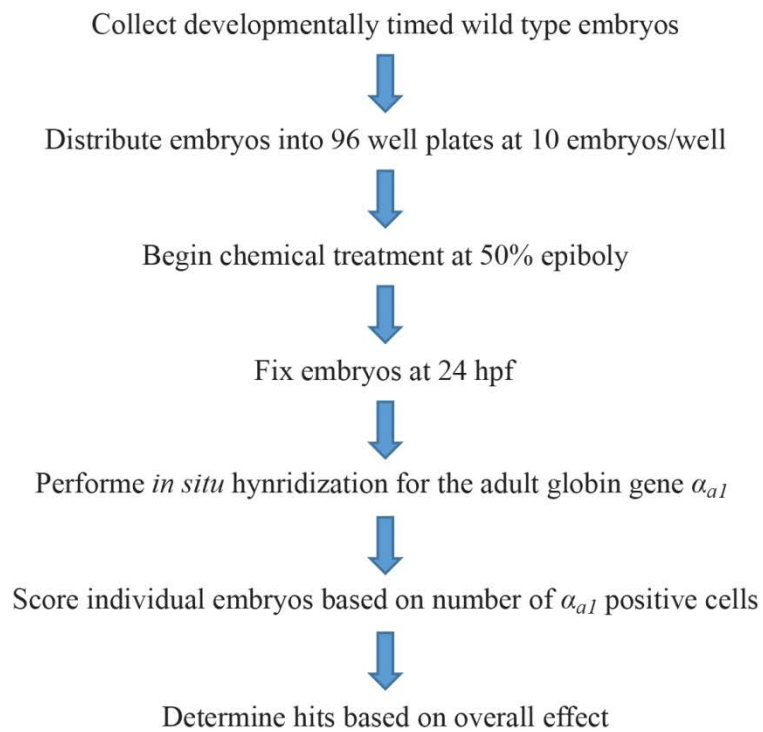 Collect developmentally timed wild type embryos
Distribute embryos into 96 well plates at 10 embryos/well
Begin chemical treatment at 50% epiboly
Fix embryos at 24 hpf
Performe in situ hynridization for the adult globin gene αa1
Score individual embryos based on number of αa1 positive cells
Determine hits based on overall effect